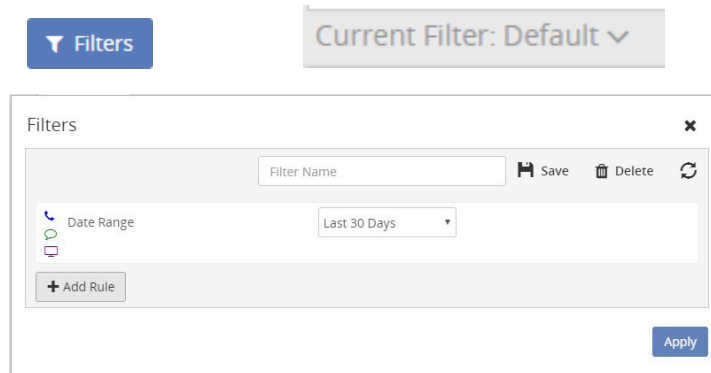 Filters
Current Filter: Default
Filters
Filter Name
Save
Delete
Date Range
Last 30 Days
Add Rule
Apply